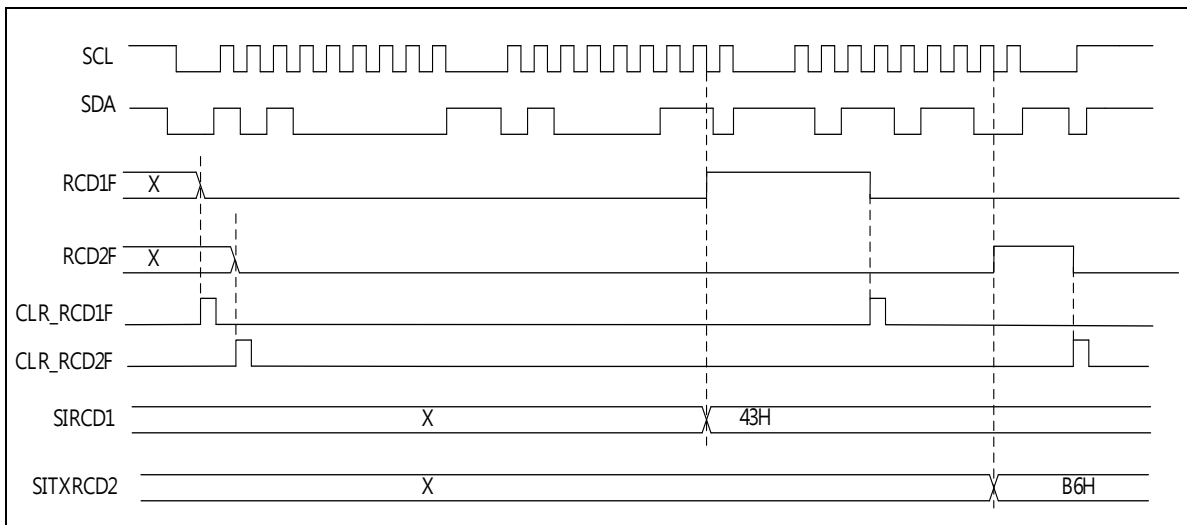 SCL
SDA
RCD1F X
RCD2F X
CLR_RCD1F
CLR_RCD2F
SIRCD1 X 43H
SITXRCD2 X B6H